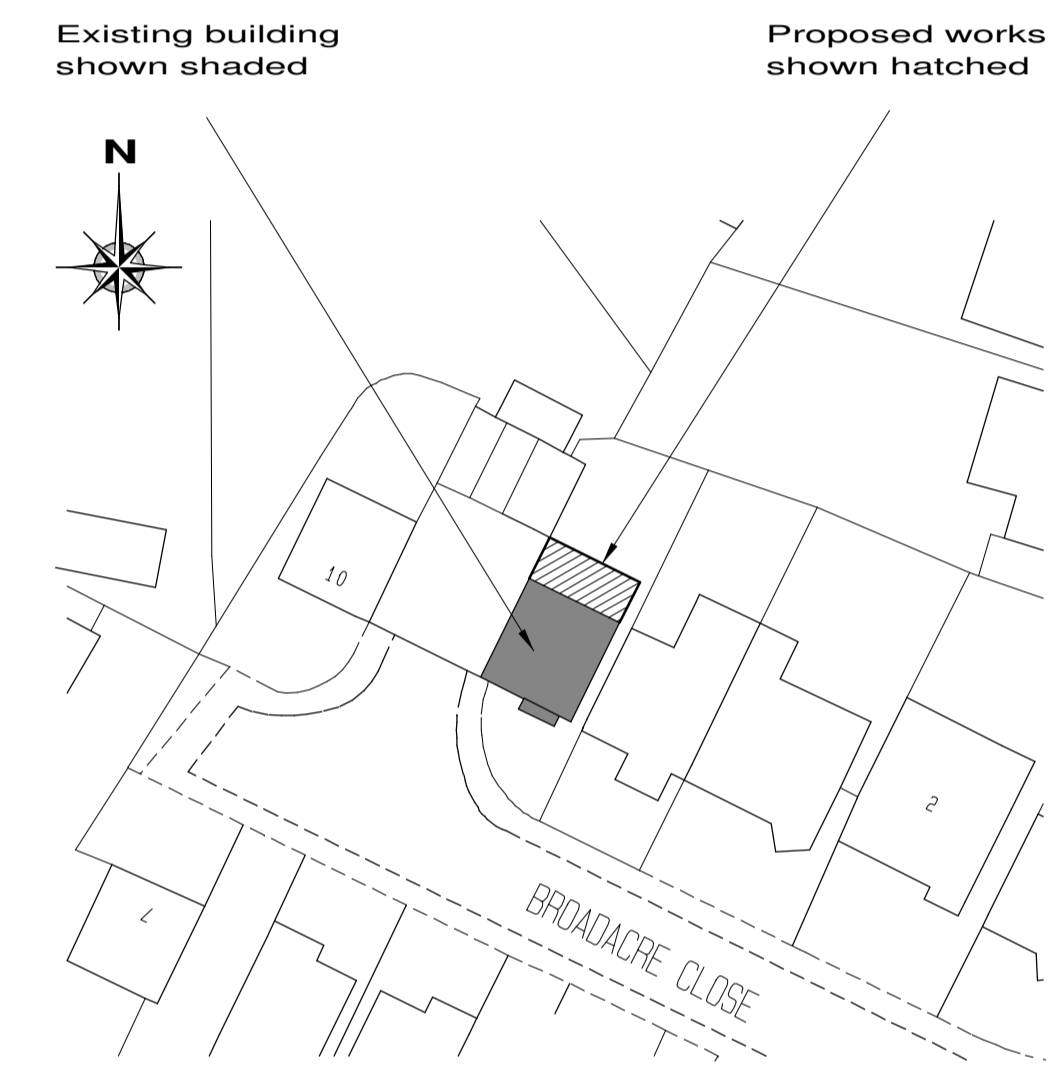 Existing building
shown shaded
Proposed works
shown hatched
N
10
2
7
BROADACRE CLOSE